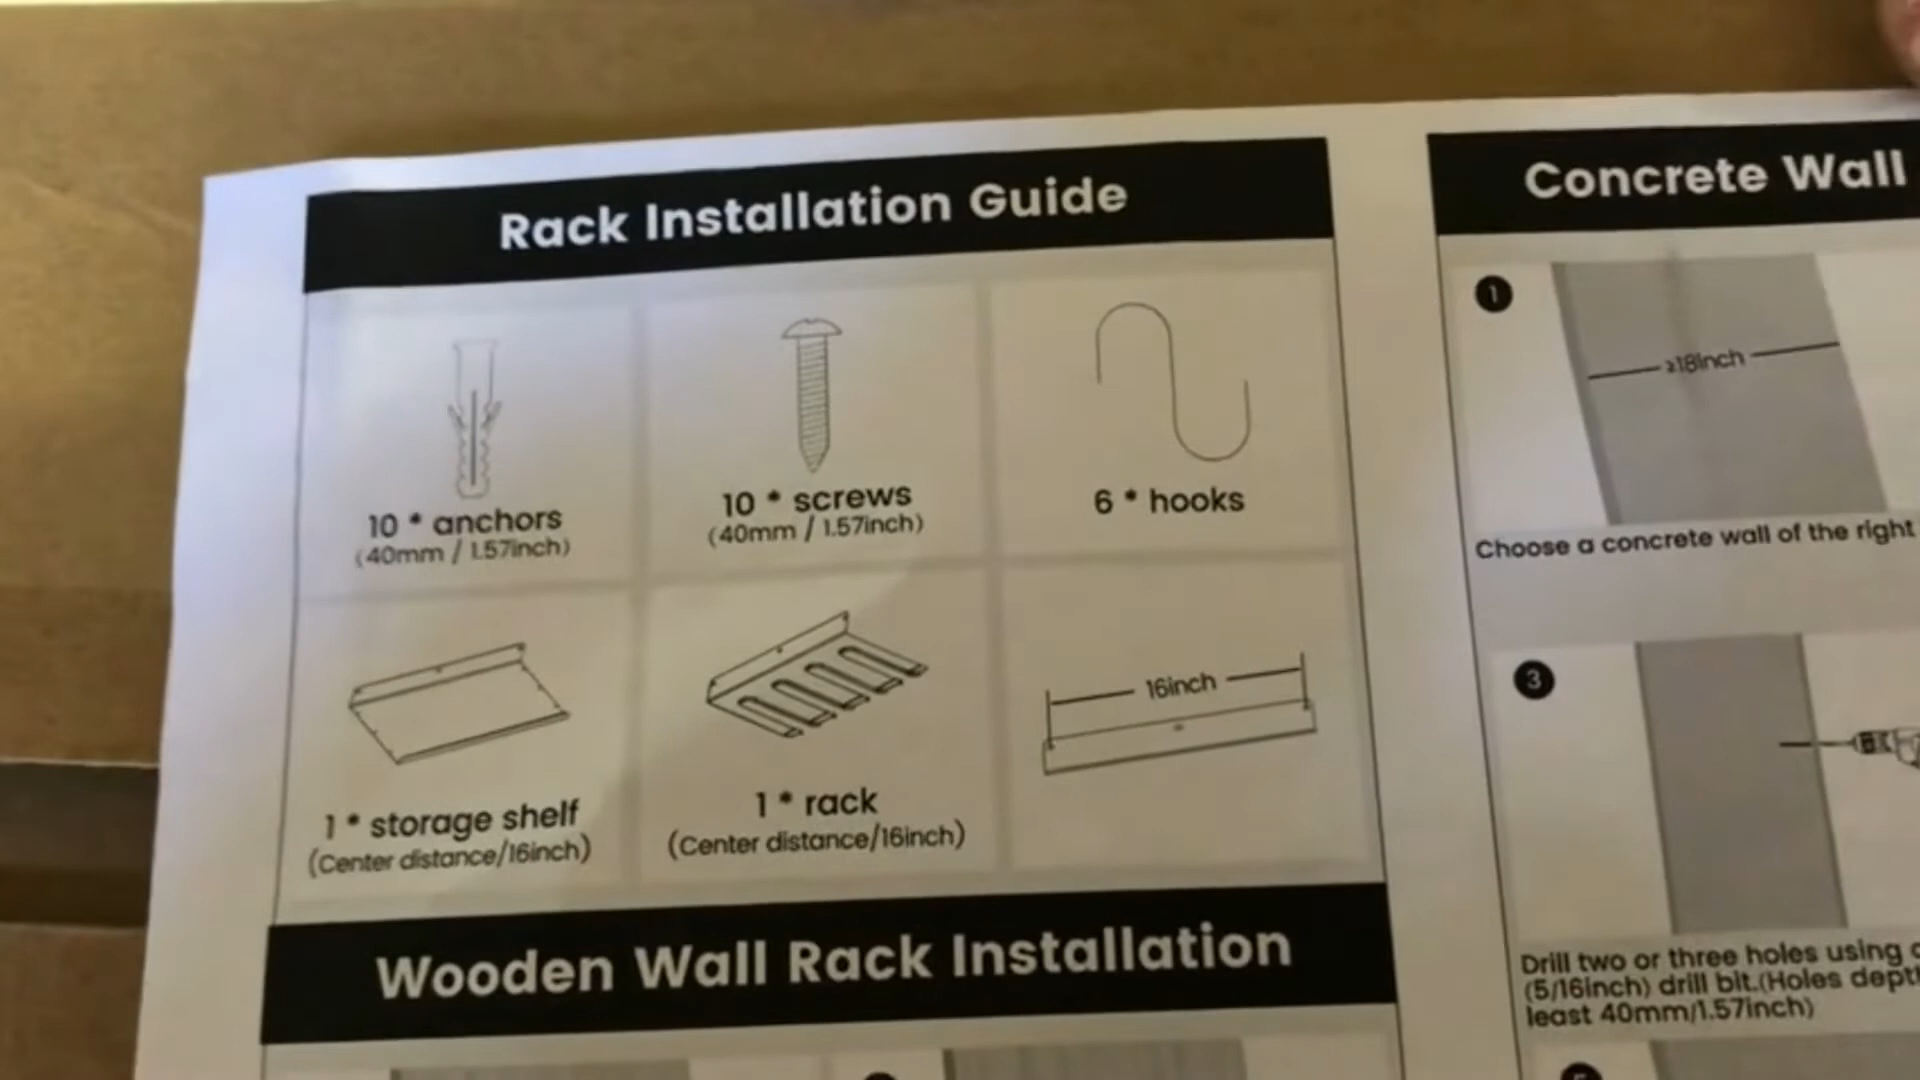 Rack Installation Guide
10 * anchors
(40mm / 1.57inch)
10 * screws
(40mm / 1.57inch)
6 * hooks
1 * storage shelf
(Center distance/16inch)
1 * rack
(Center distance/16inch)
16inch
Wooden Wall Rack Installation
Concrete Wall
1
≥18inch
Choose a concrete wall of the right
3
Drill two or three holes using
(5/16inch) drill bit.(Holes depth
least 40mm/1.57inch)